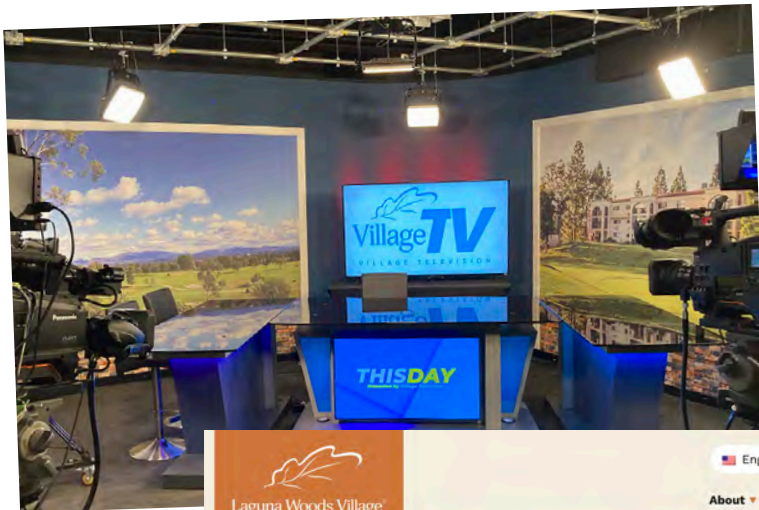 Village TV
VILLAGE TELEVISION
THISDAY
Panasonic
Laguna Woods Village®
About